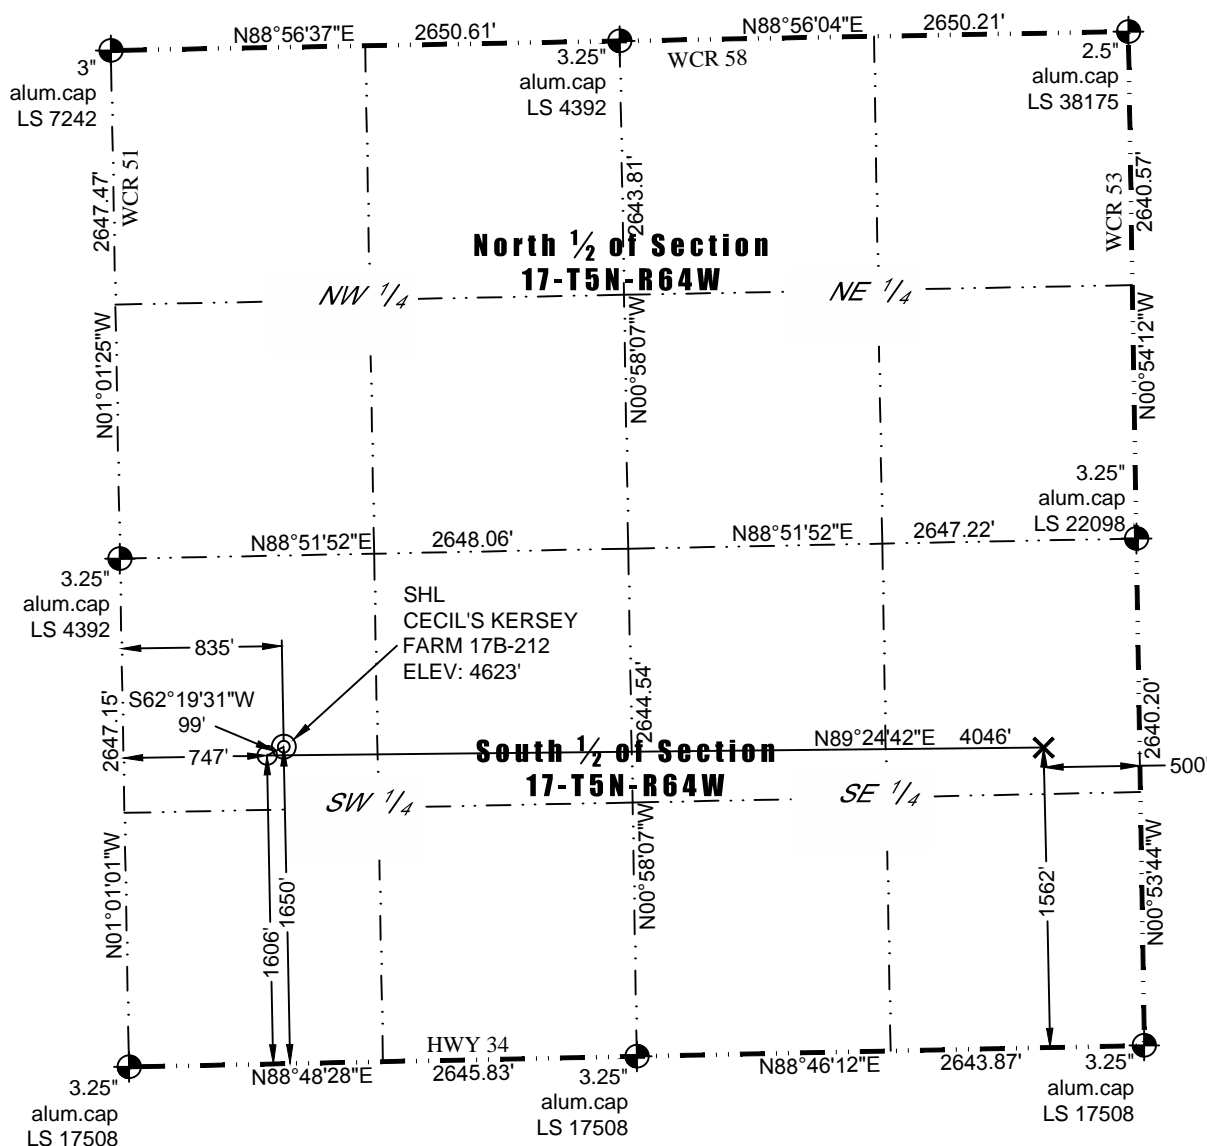 N88°56'37"E 2650.61' N88°56'04"E 2650.21'
3"
alum.cap
LS 7242
3.25"
alum.cap
LS 4392
WCR 58
2.5"
alum.cap
LS 38175
2647.47'
WCR 51
2643.81'
WCR 53
2640.57'
North ½ of Section
17-T5N-R64W
NW 1/4
NE 1/4
N01°01'25"W
N00°58'07"W
N00°54'12"W
3.25"
alum.cap
LS 22098
N88°51'52"E 2648.06' N88°51'52"E 2647.22'
3.25"
alum.cap
LS 4392
SHL
CECIL'S KERSEY
FARM 17B-212
ELEV: 4623'
835'
S62°19'31"W
99'
747'
2647.15'
2644.54'
N89°24'42"E 4046'
2640.20'
500'
South ½ of Section
17-T5N-R64W
SW 1/4
SE 1/4
N01°01'01"W
1606'
1650'
N00°58'07"W
1562'
N00°53'44"W
HWY 34
N88°48'28"E 2645.83' N88°46'12"E 2643.87'
3.25"
alum.cap
LS 17508
3.25"
alum.cap
LS 17508
3.25"
alum.cap
LS 17508